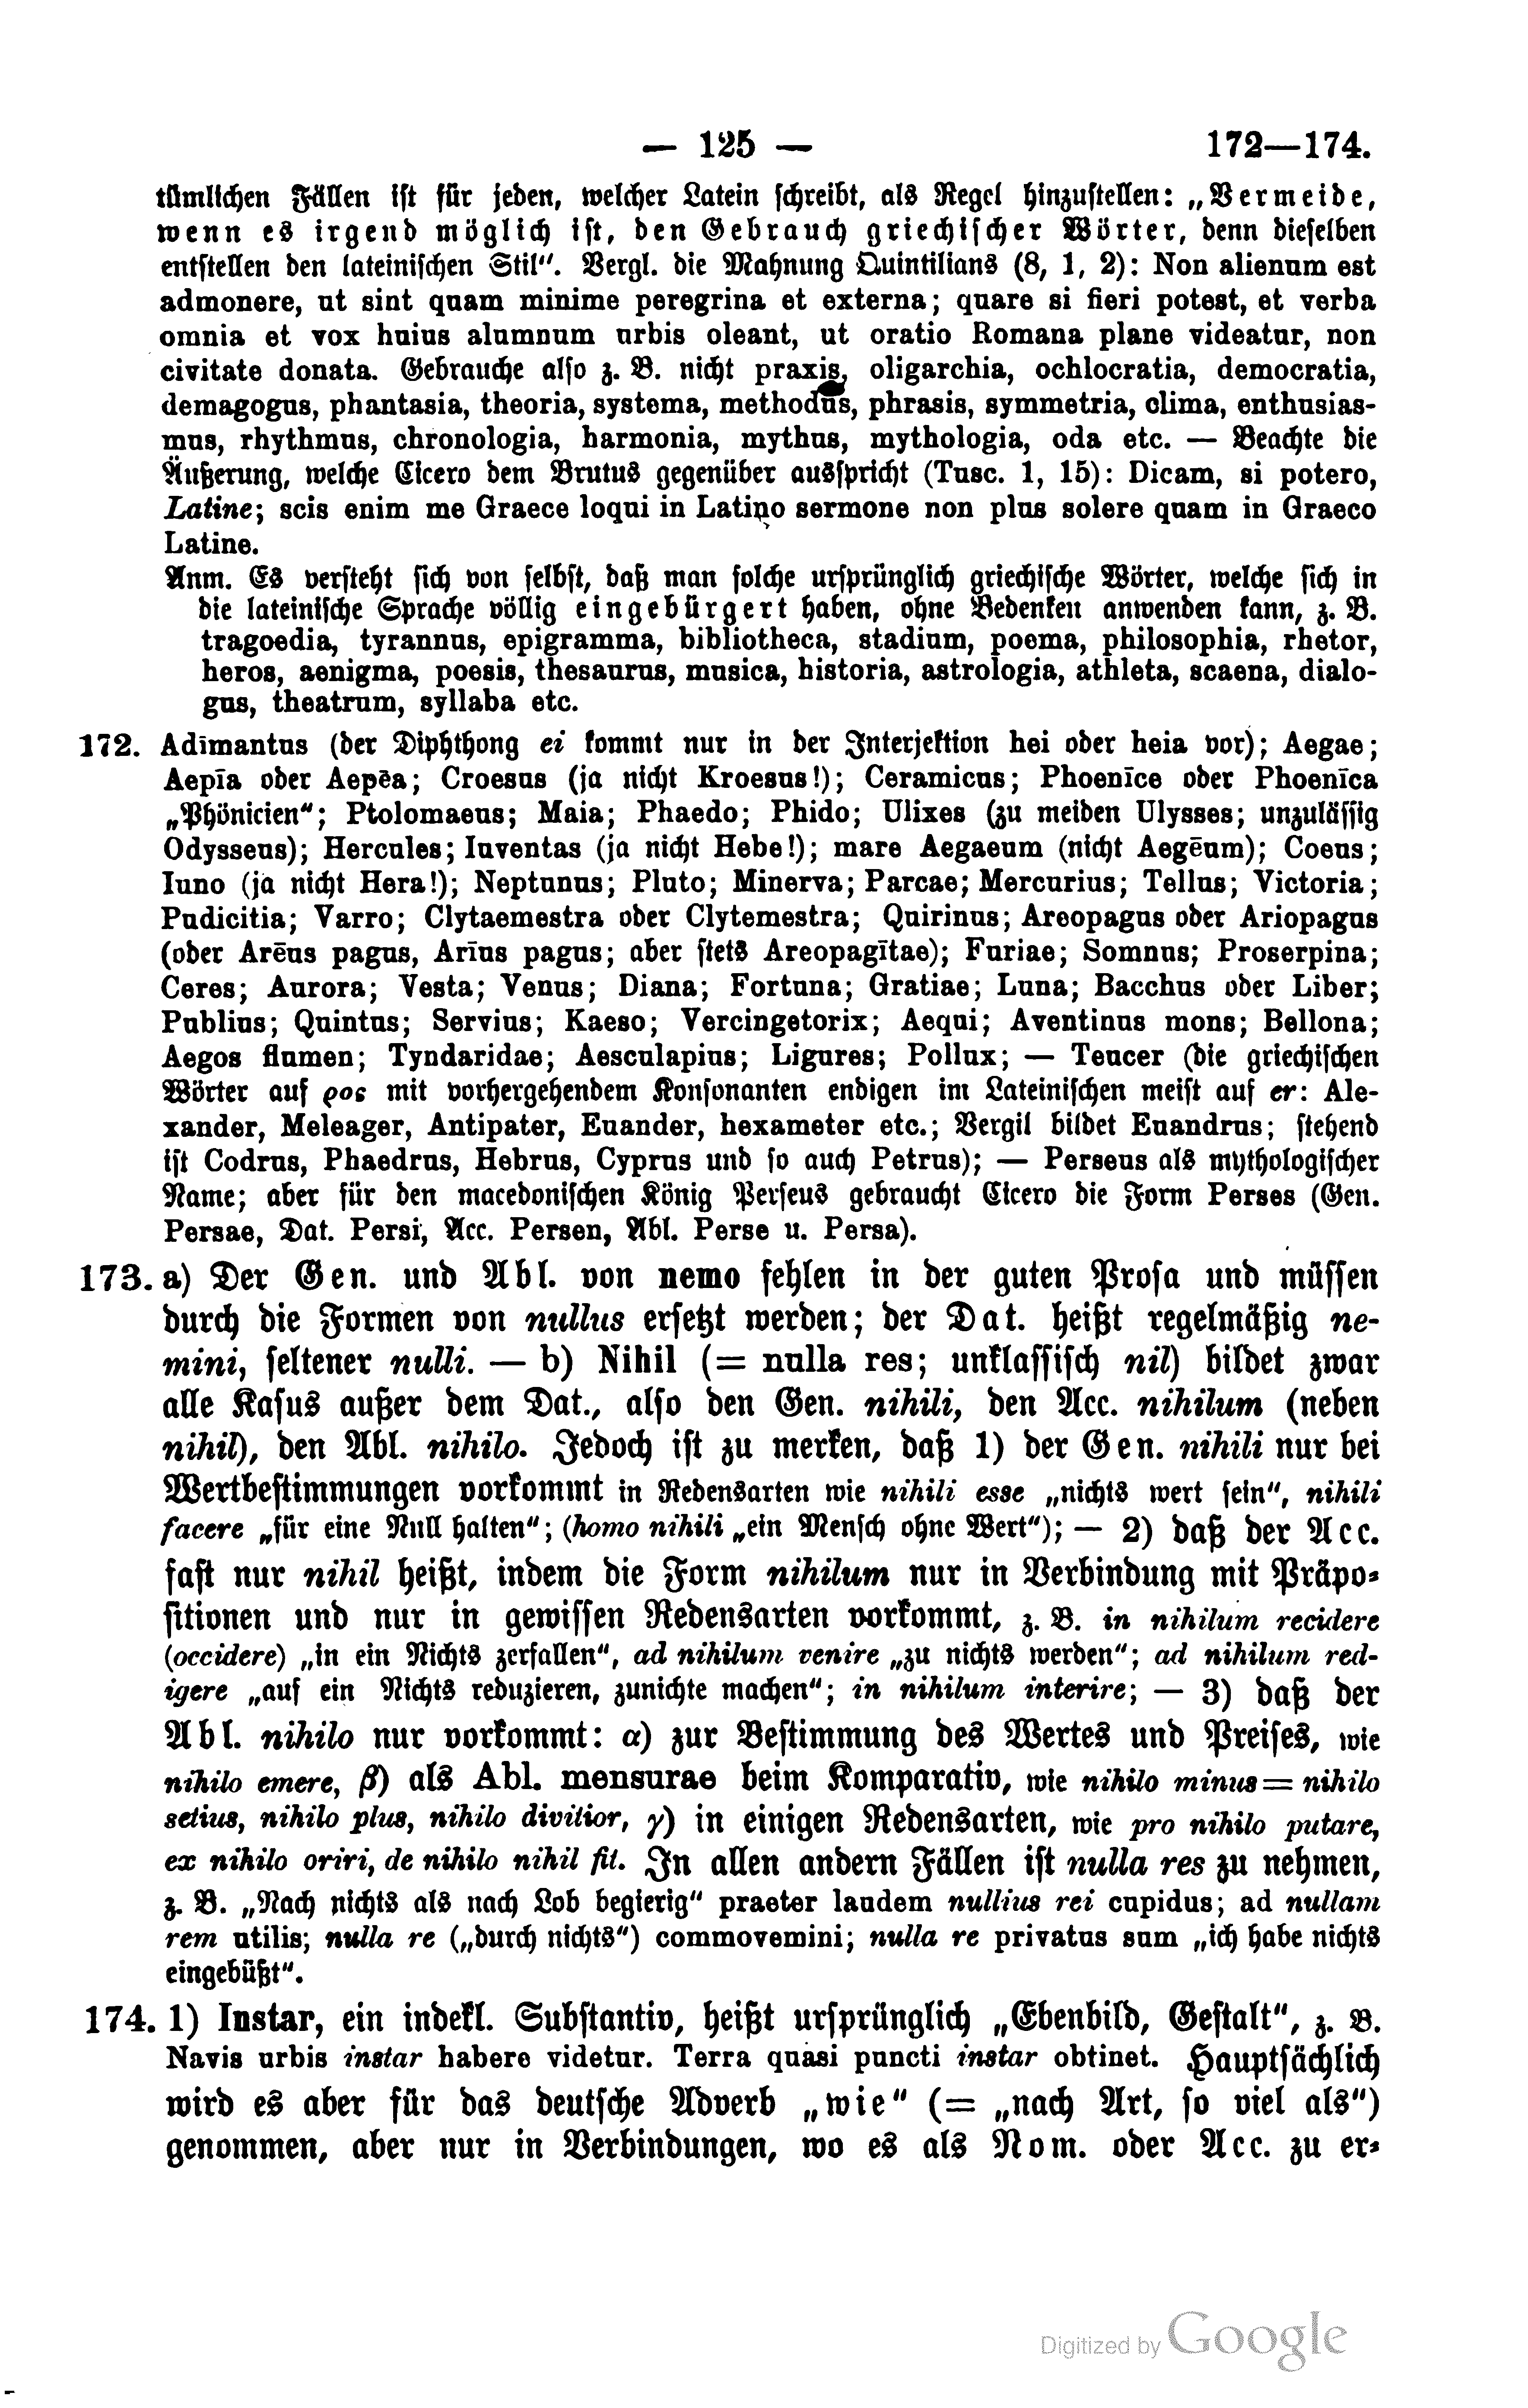 — 125 — 172—174.
tümlichen Fällen ist für jeden, welcher Latein schreibt, als Regel hinzustellen: „Vermeide,
wenn es irgend möglich ist, den Gebrauch griechischer Wörter, denn dieselben
entstellen den lateinischen Stil“. Vergl. die Mahnung Quintilians (8, 1, 2): Non alienum est
admonere, ut sint quam minime peregrina et externa; quare si fieri potest, et verba
omnia et vox huius alumnum urbis oleant, ut oratio Romana plane videatur, non
civitate donata. Gebrauche also z. B. nicht praxis, oligarchia, ochlocratia, democratia,
demagogus, phantasia, theoria, systema, methodus, phrasis, symmetria, clima, enthusias-
mus, rhythmus, chronologia, harmonia, mythus, mythologia, oda etc. — Beachte die
Äußerung, welche Cicero dem Brutus gegenüber ausspricht (Tusc. 1, 15): Dicam, si potero,
Latine; scis enim me Graece loqui in Latino sermone non plus solere quam in Graeco
Latine.
Anm. Es versteht sich von selbst, daß man solche ursprünglich griechische Wörter, welche sich in
die lateinische Sprache völlig eingebürgert haben, ohne Bedenken anwenden kann, z. B.
tragoedia, tyrannus, epigramma, bibliotheca, stadium, poema, philosophia, rhetor,
heros, aenigma, poesis, thesaurus, musica, historia, astrologia, athleta, scaena, dialo-
gus, theatrum, syllaba etc.
172. Adīmantus (der Diphthong ei kommt nur in der Interjektion hei oder heia vor); Aegae;
Aepīa oder Aepēa; Croesus (ja nicht Kroesus!); Ceramicus; Phoenīce oder Phoenīca
„Phönicien“; Ptolomaeus; Maia; Phaedo; Phido; Ulixes (zu meiden Ulysses; unzulässig
Odysseus); Hercules; Iuventas (ja nicht Hebe!); mare Aegaeum (nicht Aegēum); Coeus;
Iuno (ja nicht Hera!); Neptunus; Pluto; Minerva; Parcae; Mercurius; Tellus; Victoria;
Pudicitia; Varro; Clytaemestra oder Clytemestra; Quirinus; Areopagus oder Ariopagus
(oder Arēus pagus, Arīus pagus; aber stets Areopagītae); Furiae; Somnus; Proserpina;
Ceres; Aurora; Vesta; Venus; Diana; Fortuna; Gratiae; Luna; Bacchus oder Liber;
Publius; Quintus; Servius; Kaeso; Vercingetorix; Aequi; Aventinus mons; Bellona;
Aegos flumen; Tyndaridae; Aesculapius; Ligures; Pollux; — Teucer (die griechischen
Wörter auf ρος mit vorhergehendem Konsonanten endigen im Lateinischen meist auf er: Ale-
xander, Meleager, Antipater, Euander, hexameter etc.; Vergil bildet Euandrus; stehend
ist Codrus, Phaedrus, Hebrus, Cyprus und so auch Petrus); — Perseus als mythologischer
Name; aber für den macedonischen König Perseus gebraucht Cicero die Form Perses (Gen.
Persae, Dat. Persi, Acc. Persen, Abl. Perse u. Persa).
173. a) Der Gen. und Abl. von nemo fehlen in der guten Prosa und müssen
durch die Formen von nullus ersetzt werden; der Dat. heißt regelmäßig ne-
mini, seltener nulli. — b) Nihil (= nulla res; unklassisch nil) bildet zwar
alle Kasus außer dem Dat., also den Gen. nihili, den Acc. nihilum (neben
nihil), den Abl. nihilo. Jedoch ist zu merken, daß 1) der Gen. nihili nur bei
Wertbestimmungen vorkommt in Redensarten wie nihili esse „nichts wert sein“, nihili
facere „für eine Null halten“; (homo nihili „ein Mensch ohne Wert“); — 2) daß der Acc.
fast nur nihil heißt, indem die Form nihilum nur in Verbindung mit Präpo-
sitionen und nur in gewissen Redensarten vorkommt, z. B. in nihilum recidere
(occidere) „in ein Nichts zerfallen“, ad nihilum venire „zu nichts werden“; ad nihilum red-
igere „auf ein Nichts reduzieren, zunichte machen“; in nihilum interire; — 3) daß der
Abl. nihilo nur vorkommt: α) zur Bestimmung des Wertes und Preises, wie
nihilo emere, β) als Abl. mensurae beim Komparativ, wie nihilo minus = nihilo
setius, nihilo plus, nihilo divitior, γ) in einigen Redensarten, wie pro nihilo putare,
ex nihilo oriri, de nihilo nihil fit. In allen andern Fällen ist nulla res zu nehmen,
z. B. „Nach nichts als nach Lob begierig“ praeter laudem nullius rei cupidus; ad nullam
rem utilis; nulla re („durch nichts“) commovemini; nulla re privatus sum „ich habe nichts
eingebüßt“.
174. 1) Instar, ein indekl. Substantiv, heißt ursprünglich „Ebenbild, Gestalt“, z. B.
Navis urbis instar habere videtur. Terra quasi puncti instar obtinet. Hauptsächlich
wird es aber für das deutsche Adverb „wie“ (= „nach Art, so viel als“)
genommen, aber nur in Verbindungen, wo es als Nom. oder Acc. zu er-
Digitized by Google